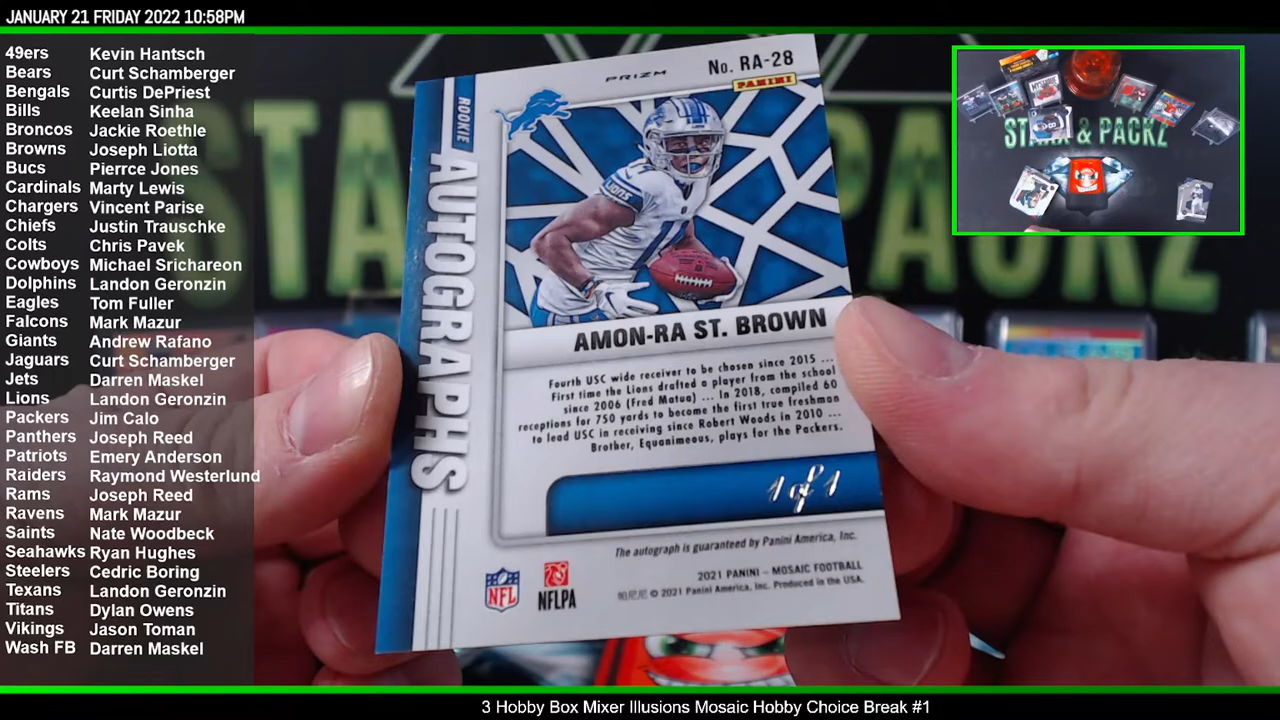 JANUARY 21 FRIDAY 2022 10:58PM
49ers Kevin Hantsch
Bears Curt Schamberger
Bengals Curtis DePriest
Bills Keelan Sinha
Broncos Jackie Roethle
Browns Joseph Liotta
Bucs Pierrce Jones
Cardinals Marty Lewis
Chargers Vincent Parise
Chiefs Justin Trauschke
Colts Chris Pavek
Cowboys Michael Srichareon
Dolphins Landon Geronzin
Eagles Tom Fuller
Falcons Mark Mazur
Giants Andrew Rafano
Jaguars Curt Schamberger
Jets Darren Maskel
Lions Landon Geronzin
Packers Jim Calo
Panthers Joseph Reed
Patriots Emery Anderson
Raiders Raymond Westerlund
Rams Joseph Reed
Ravens Mark Mazur
Saints Nate Woodbeck
Seahawks Ryan Hughes
Steelers Cedric Boring
Texans Landon Geronzin
Titans Dylan Owens
Vikings Jason Toman
Wash FB Darren Maskel
PRIZM No. RA-28
PANINI
ROOKIE
AUTOGRAPHS
LIONS
AMON-RA ST. BROWN
Fourth USC wide receiver to be chosen since 2015 ...
First time the Lions drafted a player from the school
since 2006 (Fred Matua) ... In 2018, compiled 60
receptions for 750 yards to become the first true freshman
to lead USC in receiving since Robert Woods in 2010 ...
Brother, Equanimeous, plays for the Packers.
1 of 1
The autograph is guaranteed by Panini America, Inc.
2021 PANINI – MOSAIC FOOTBALL
© 2021 Panini America, Inc. Produced in the USA.
NFL
NFLPA
& PACKZ
PACKZ
3 Hobby Box Mixer Illusions Mosaic Hobby Choice Break #1